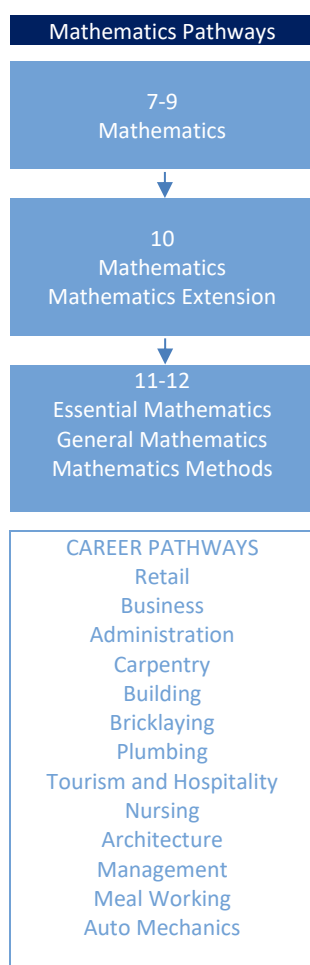 Mathematics Pathways
7-9
Mathematics
10
Mathematics
Mathematics Extension
11-12
Essential Mathematics
General Mathematics
Mathematics Methods
CAREER PATHWAYS
Retail
Business
Administration
Carpentry
Building
Bricklaying
Plumbing
Tourism and Hospitality
Nursing
Architecture
Management
Meal Working
Auto Mechanics